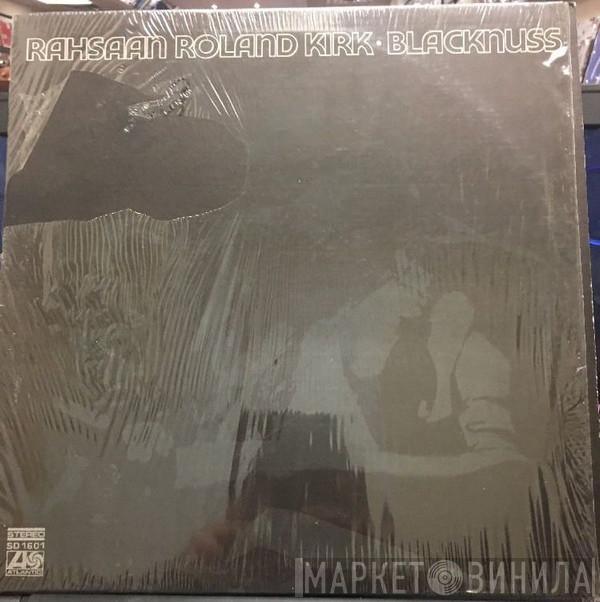 RAHSAAN ROLAND KIRK · BLACKNUSS
STEREO
SD 1601
ATLANTIC
МАРКЕТ ВИНИЛА